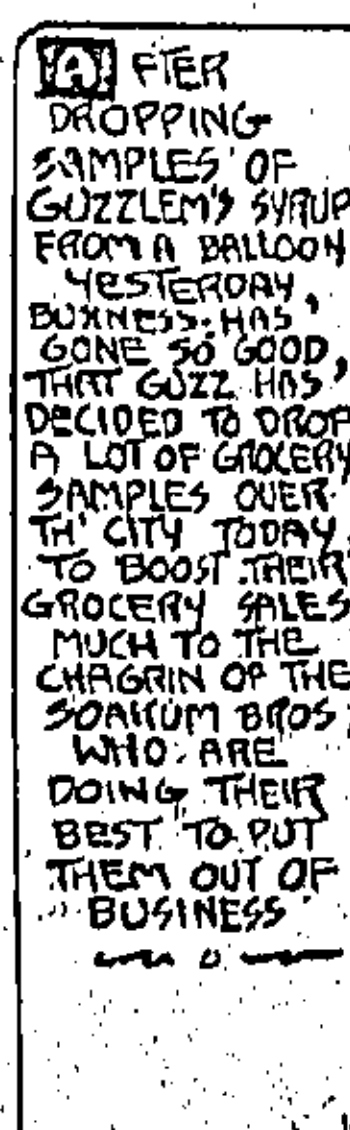 AFTER
DROPPING
SAMPLES OF
GUZZLEM'S SYRUP
FROM A BALLOON
YESTERDAY,
BUXNESS HAS
GONE SO GOOD,
THAT GUZZ HAS
DECIDED TO DROP
A LOT OF GROCERY
SAMPLES OVER
TH' CITY TODAY
TO BOOST THEIR
GROCERY SALES
MUCH TO THE
CHAGRIN OF THE
SOAKUM BROS
WHO ARE
DOING THEIR
BEST TO PUT
THEM OUT OF
BUSINESS